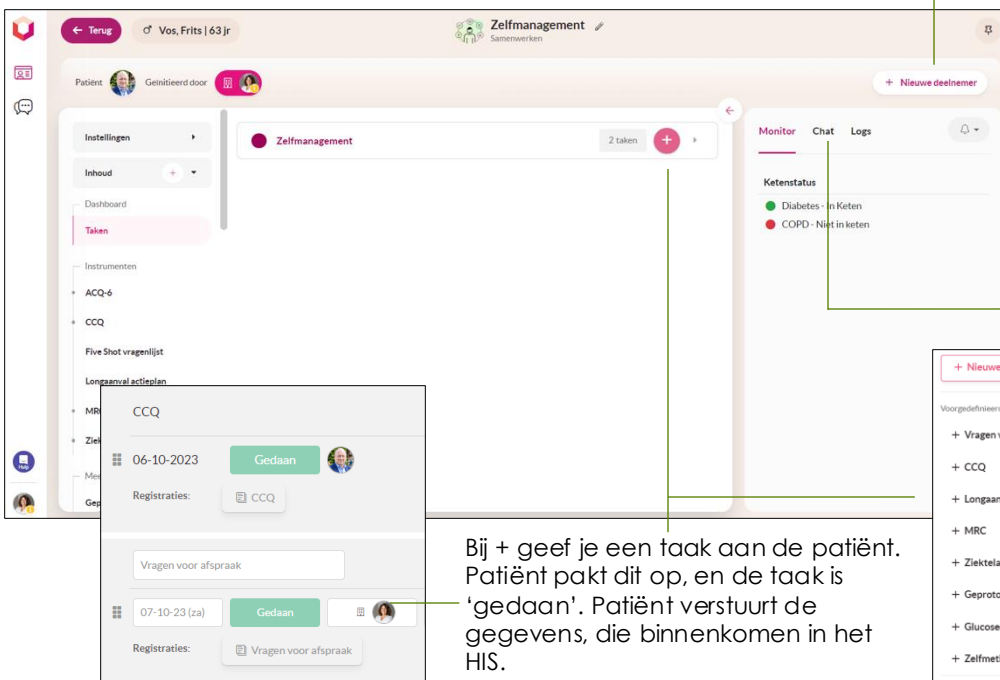 Terug
Vos, Frits | 63 jr
Zelfmanagement
Samenwerken
Patient
Geinitieerd door
+ Nieuwe deelnemer
Instellingen
Inhoud
+
Zelfmanagement
2 taken
+
Monitor Chat Logs
Ketenstatus
Diabetes - In Keten
COPD - Niet in keten
Dashboard
Taken
Instrumenten
ACQ-6
CCQ
Five Shot vragenlijst
Longaanval actieplan
Help
CCQ
06-10-2023
Gedaan
Registraties:
CCQ
Vragen voor afspraak
07-10-23 (za)
Gedaan
Registraties:
Vragen voor afspraak
Bij + geef je een taak aan de patiënt.
Patiënt pakt dit op, en de taak is
‘gedaan’. Patiënt verstuurt de
gegevens, die binnenkomen in het
HIS.
+ Nieuwe
+ Vragen
+ CCQ
+ MRC